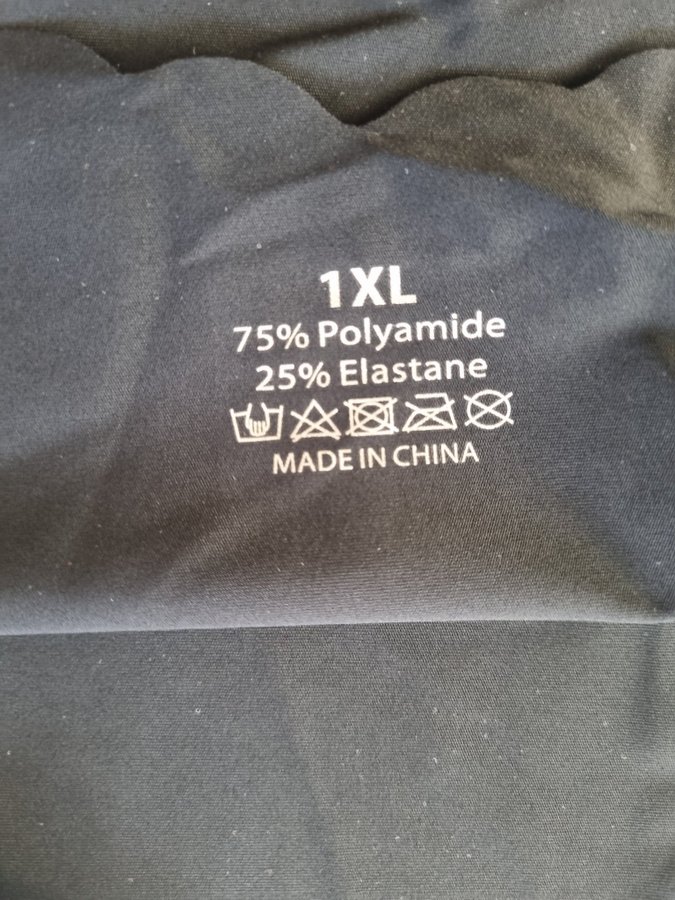 1XL
75% Polyamide
25% Elastane
MADE IN CHINA